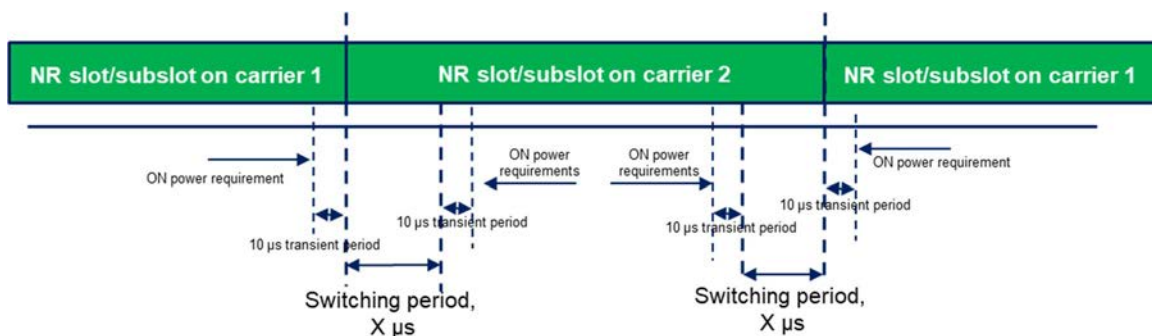 NR slot/subslot on carrier 1
NR slot/subslot on carrier 2
NR slot/subslot on carrier 1
ON power requirement
ON power
requirements
ON power
requirements
ON power requirement
10 µs transient period
10 µs transient period
10 µs transient period
10 µs transient period
Switching period,
X µs
Switching period,
X µs